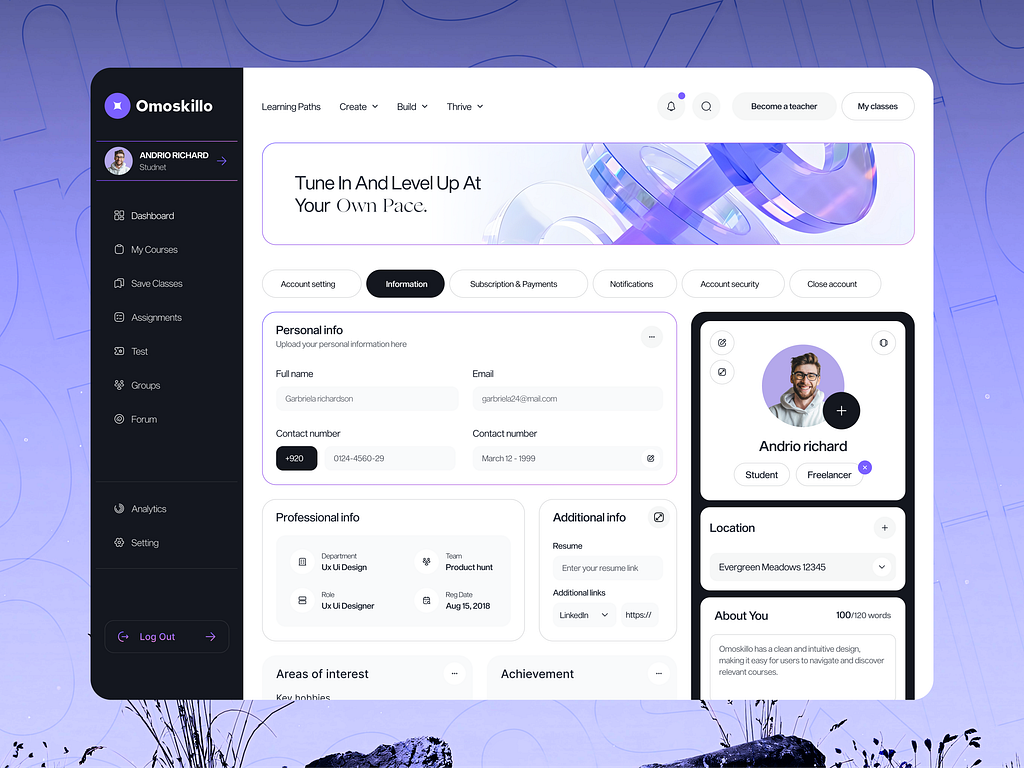 Omoskillo
ANDRIO RICHARD
Studnet
Dashboard
My Courses
Save Classes
Assignments
Test
Groups
Forum
Analytics
Setting
Log Out
Learning Paths
Create
Build
Thrive
Become a teacher
My classes
Tune In And Level Up At
Your Own Pace.
Account setting
Information
Subscription & Payments
Notifications
Account security
Close account
Personal info
Upload your personal information here
Full name
Email
Garbriela richardson
garbriela24@mail.com
Contact number
Contact number
+920
0124-4560-29
March 12 - 1999
Professional info
Department
Ux Ui Design
Team
Product hunt
Role
Ux Ui Designer
Reg Date
Aug 15, 2018
Additional info
Resume
Enter your resume link
Additional links
LinkedIn
https://
Areas of interest
Key hobbies
Achievement
Andrio richard
Student
Freelancer
Location
Evergreen Meadows 12345
About You
100/120 words
Omoskillo has a clean and intuitive design,
making it easy for users to navigate and discover
relevant courses.